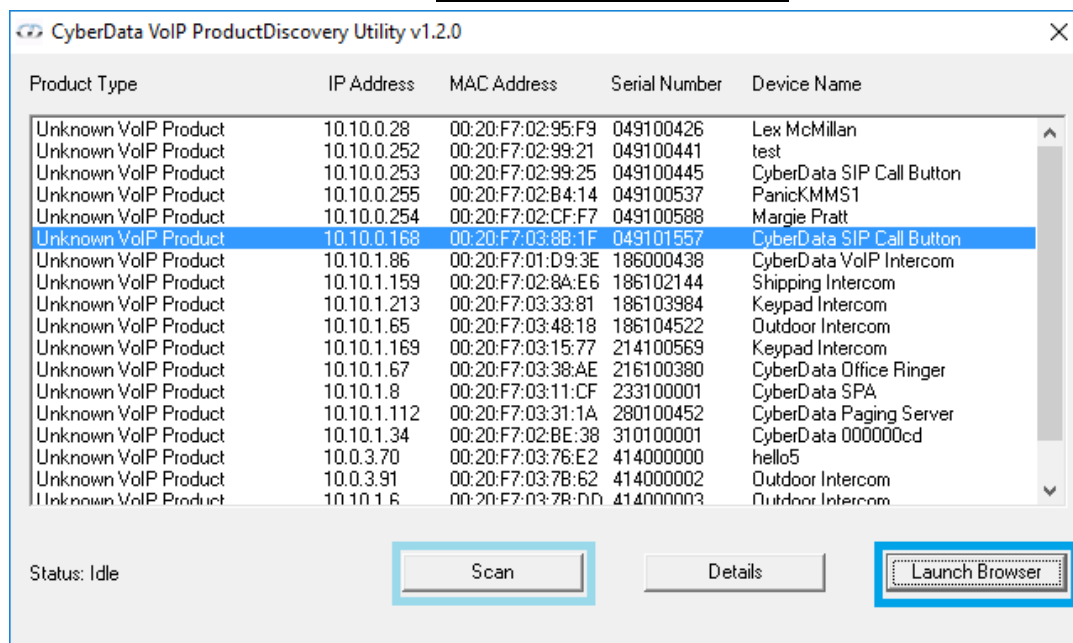 CyberData VoIP ProductDiscovery Utility v1.2.0
Product Type IP Address MAC Address Serial Number Device Name
Unknown VoIP Product 10.10.0.28 00:20:F7:02:95:F9 049100426 Lex McMillan
Unknown VoIP Product 10.10.0.252 00:20:F7:02:99:21 049100441 test
Unknown VoIP Product 10.10.0.253 00:20:F7:02:99:25 049100445 CyberData SIP Call Button
Unknown VoIP Product 10.10.0.255 00:20:F7:02:B4:14 049100537 PanicKMMS1
Unknown VoIP Product 10.10.0.254 00:20:F7:02:CF:F7 049100588 Margie Pratt
Unknown VoIP Product 10.10.0.168 00:20:F7:03:8B:1F 049101557 CyberData SIP Call Button
Unknown VoIP Product 10.10.1.86 00:20:F7:01:D9:3E 186000438 CyberData VoIP Intercom
Unknown VoIP Product 10.10.1.159 00:20:F7:02:8A:E6 186102144 Shipping Intercom
Unknown VoIP Product 10.10.1.213 00:20:F7:03:33:81 186103984 Keypad Intercom
Unknown VoIP Product 10.10.1.65 00:20:F7:03:48:18 186104522 Outdoor Intercom
Unknown VoIP Product 10.10.1.169 00:20:F7:03:15:77 214100569 Keypad Intercom
Unknown VoIP Product 10.10.1.67 00:20:F7:03:38:AE 216100380 CyberData Office Ringer
Unknown VoIP Product 10.10.1.8 00:20:F7:03:11:CF 233100001 CyberData SPA
Unknown VoIP Product 10.10.1.112 00:20:F7:03:31:1A 280100452 CyberData Paging Server
Unknown VoIP Product 10.10.1.34 00:20:F7:02:BE:38 310100001 CyberData 000000cd
Unknown VoIP Product 10.0.3.70 00:20:F7:03:76:E2 414000000 hello5
Unknown VoIP Product 10.0.3.91 00:20:F7:03:7B:62 414000002 Outdoor Intercom
Unknown VoIP Product 10.10.1.6 00:20:F7:03:7B:DD 414000003 Outdoor Intercom
Status: Idle Scan Details Launch Browser